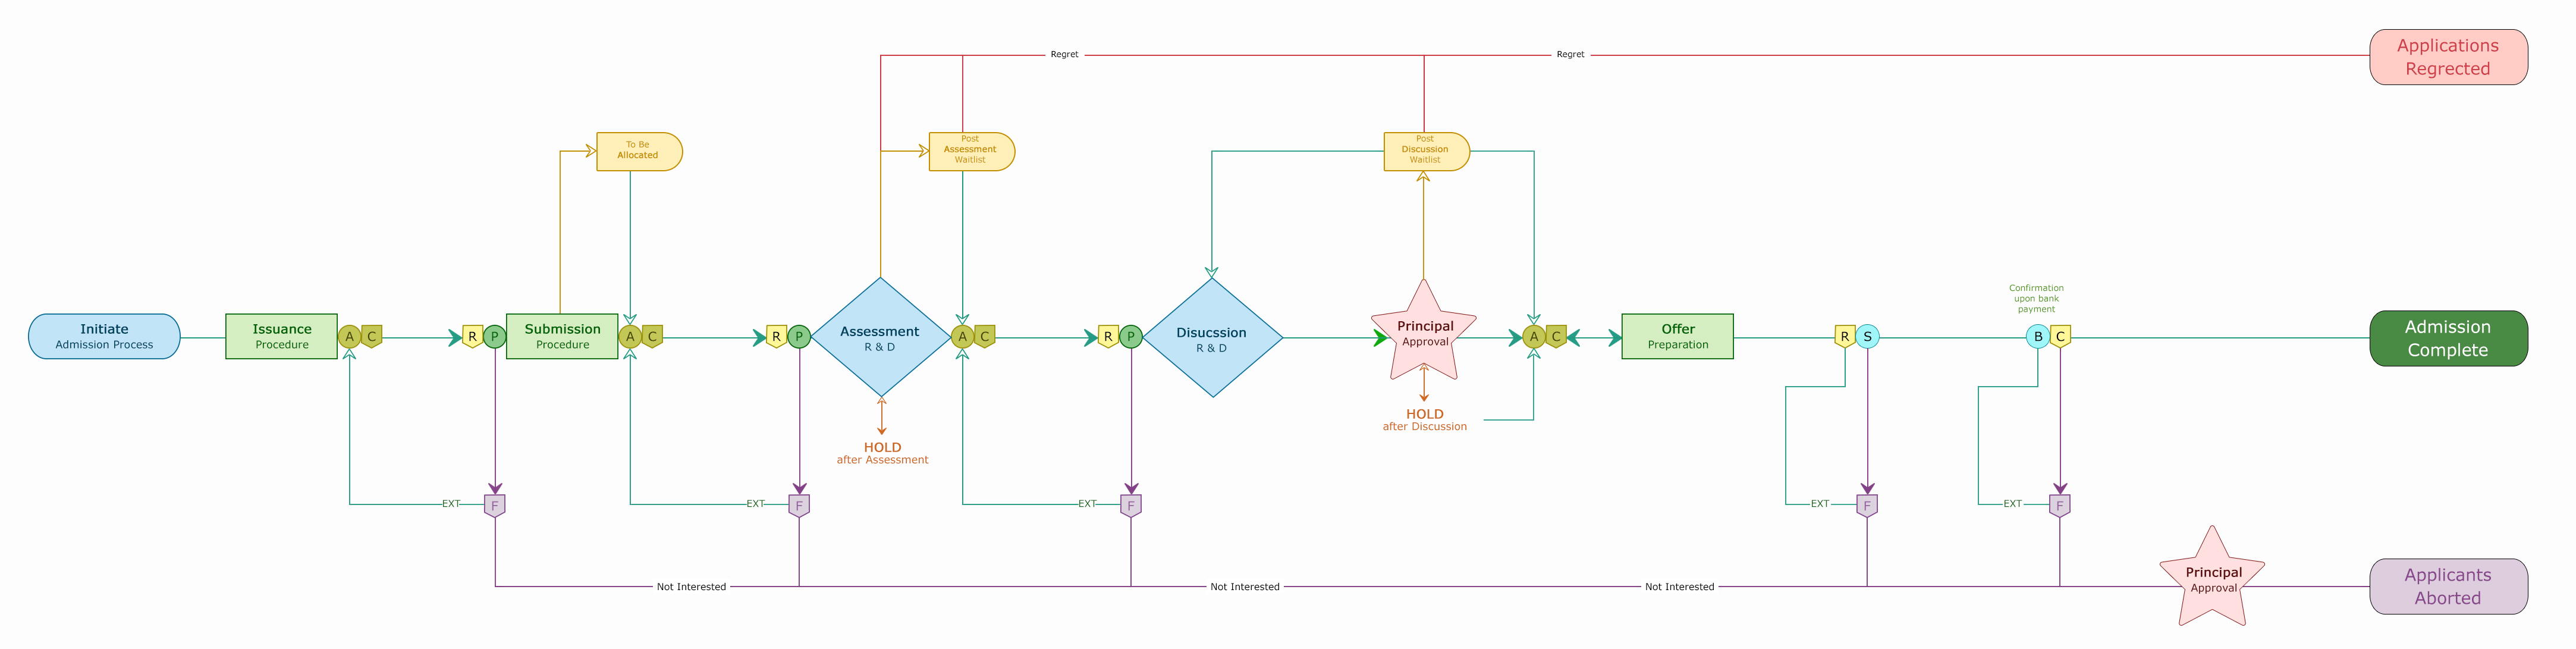 Regret
Regret
Applications
Regrected
To Be
Allocated
Post
Assessment
Waitlist
Post
Discussion
Waitlist
Initiate
Admission Process
Issuance
Procedure
A
C
R
P
Submission
Procedure
A
C
R
P
Assessment
R & D
A
C
R
P
Disucssion
R & D
Principal
Approval
A
C
Offer
Preparation
R
S
Confirmation
upon bank
payment
B
C
Admission
Complete
HOLD
after Assessment
HOLD
after Discussion
EXT
F
EXT
F
EXT
F
EXT
F
EXT
F
Not Interested
Not Interested
Not Interested
Principal
Approval
Applicants
Aborted